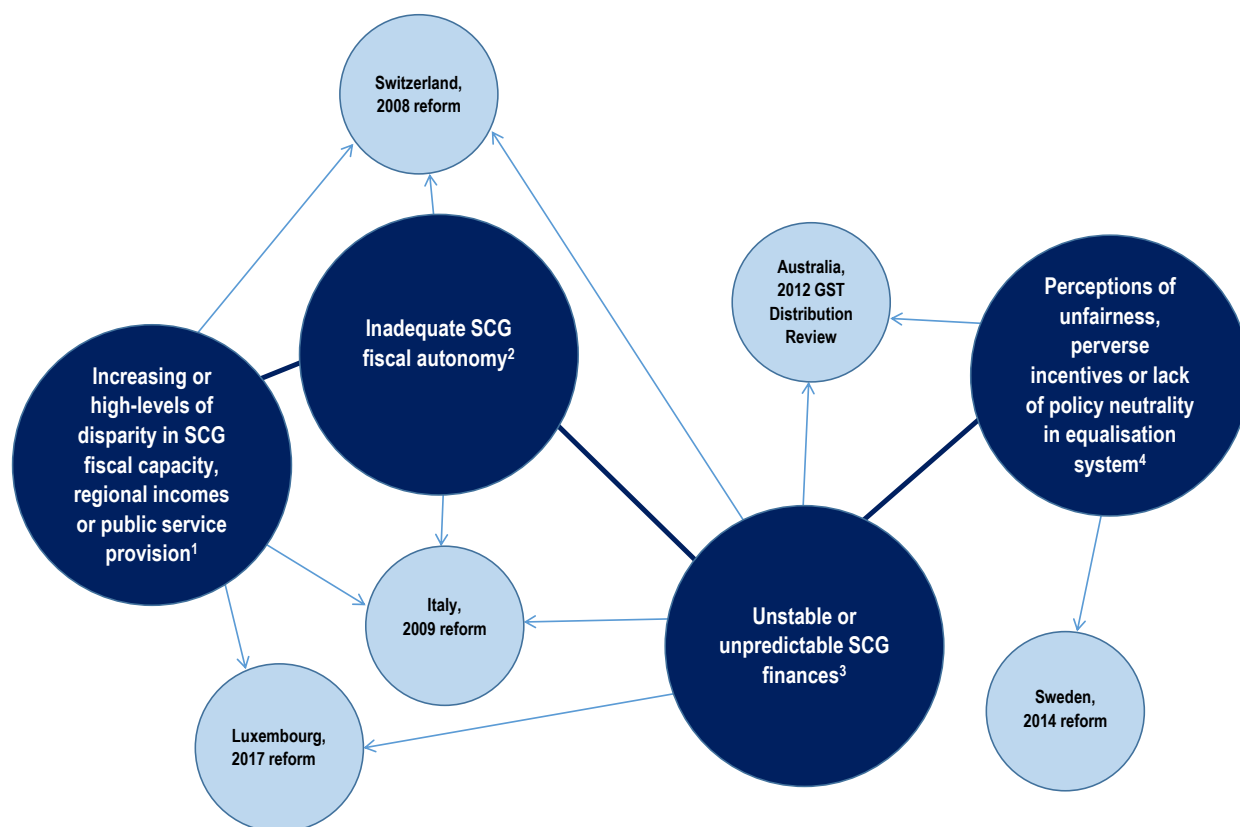 Switzerland,
2008 reform
Australia,
2012 GST
Distribution
Review
Perceptions of
unfairness,
perverse
incentives or lack
of policy neutrality
in equalisation
system⁴
Inadequate SCG
fiscal autonomy²
Increasing or
high-levels of
disparity in SCG
fiscal capacity,
regional incomes
or public service
provision¹
Italy,
2009 reform
Unstable or
unpredictable SCG
finances³
Sweden,
2014 reform
Luxembourg,
2017 reform